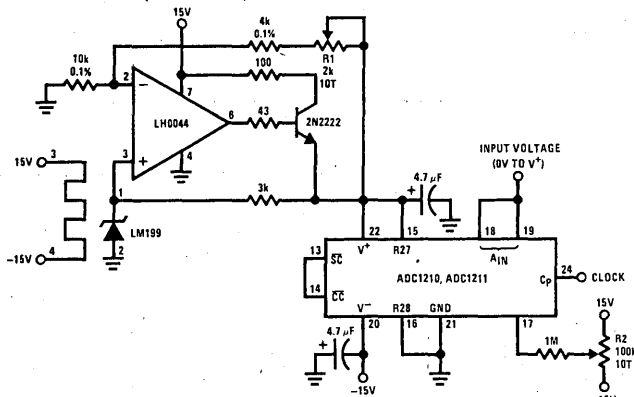 15V
4k
0.1%
R1
2k
10T
10k
0.1%
100
2
−
7
LH0044
6
43
2N2222
3
+
4
15V
3
1
3k
LM199
2
−15V
4
+
4.7 µF
INPUT VOLTAGE
(0V TO V+)
22
15
18
19
V+
R27
AIN
13
SC
14
CC
ADC1210, ADC1211
CP
24
CLOCK
V−
R28
GND
20
16
21
17
+
4.7 µF
−15V
1M
15V
R2
100k
10T